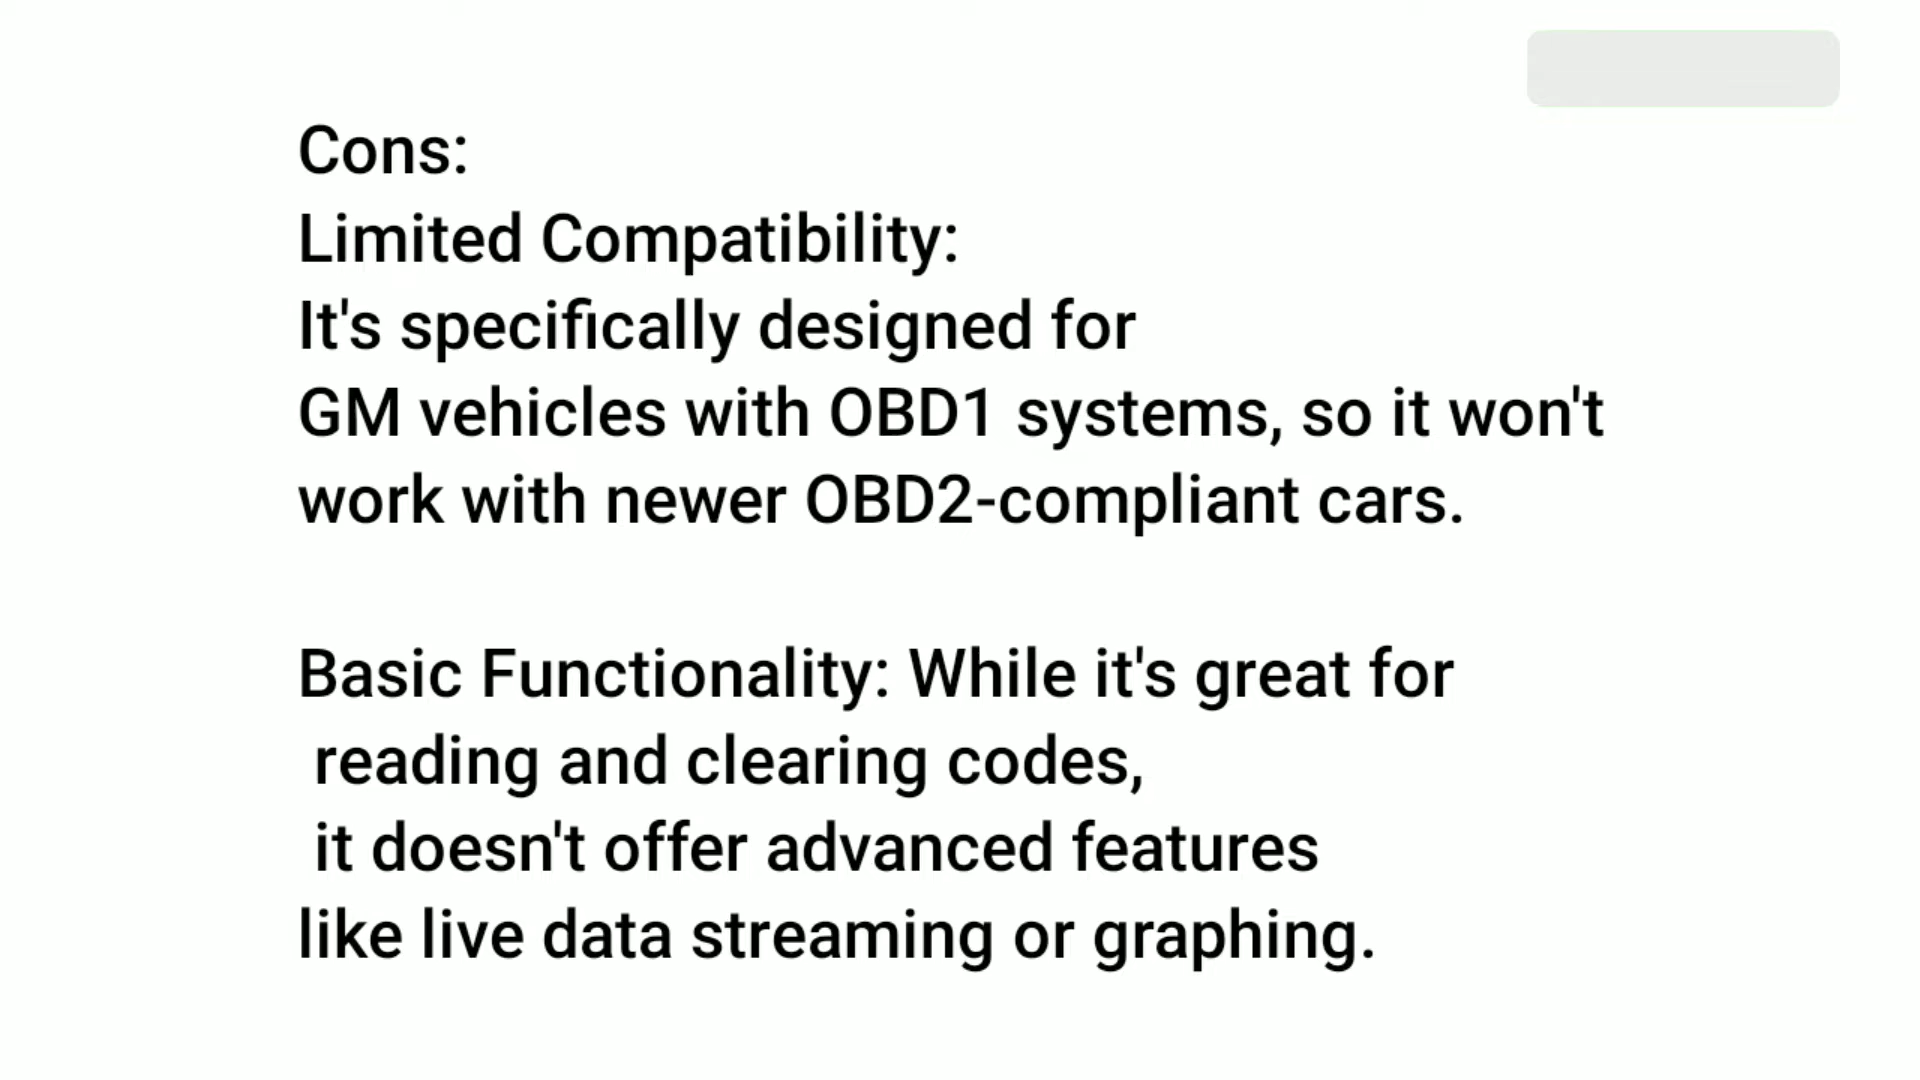 Cons:
Limited Compatibility:
It's specifically designed for
GM vehicles with OBD1 systems, so it won't
work with newer OBD2-compliant cars.
Basic Functionality: While it's great for
reading and clearing codes,
it doesn't offer advanced features
like live data streaming or graphing.